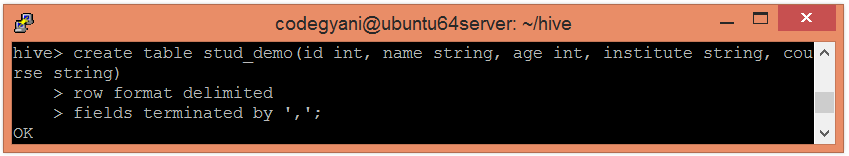 codegyani@ubuntu64server: ~/hive
hive> create table stud_demo(id int, name string, age int, institute string, cou
rse string)
    > row format delimited
    > fields terminated by ',';
OK